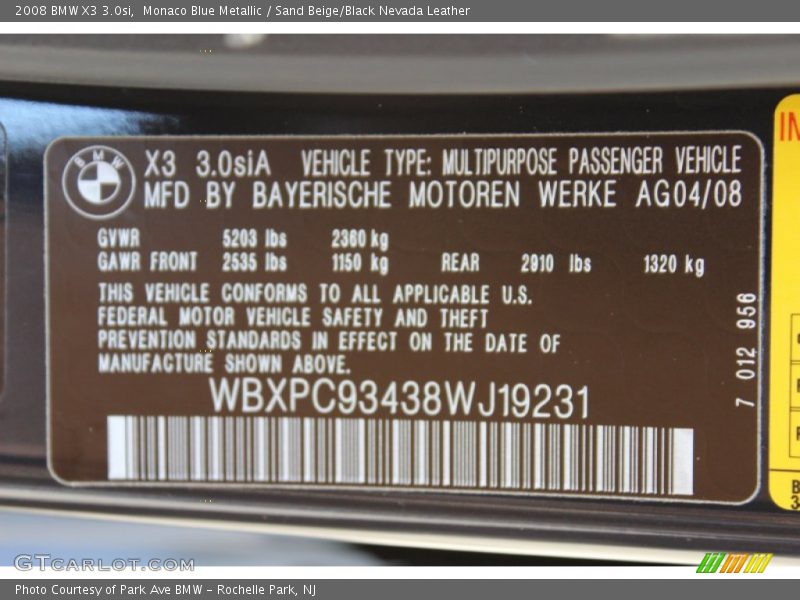 2008 BMW X3 3.0si, Monaco Blue Metallic / Sand Beige/Black Nevada Leather
BMW
X3 3.0siA VEHICLE TYPE: MULTIPURPOSE PASSENGER VEHICLE
MFD BY BAYERISCHE MOTOREN WERKE AG04/08
GVWR 5203 lbs 2360 kg
GAWR FRONT 2535 lbs 1150 kg REAR 2910 lbs 1320 kg
THIS VEHICLE CONFORMS TO ALL APPLICABLE U.S.
FEDERAL MOTOR VEHICLE SAFETY AND THEFT
PREVENTION STANDARDS IN EFFECT ON THE DATE OF
MANUFACTURE SHOWN ABOVE.
WBXPC93438WJ19231
7 012 956
GTCARLOT.COM
Photo Courtesy of Park Ave BMW - Rochelle Park, NJ